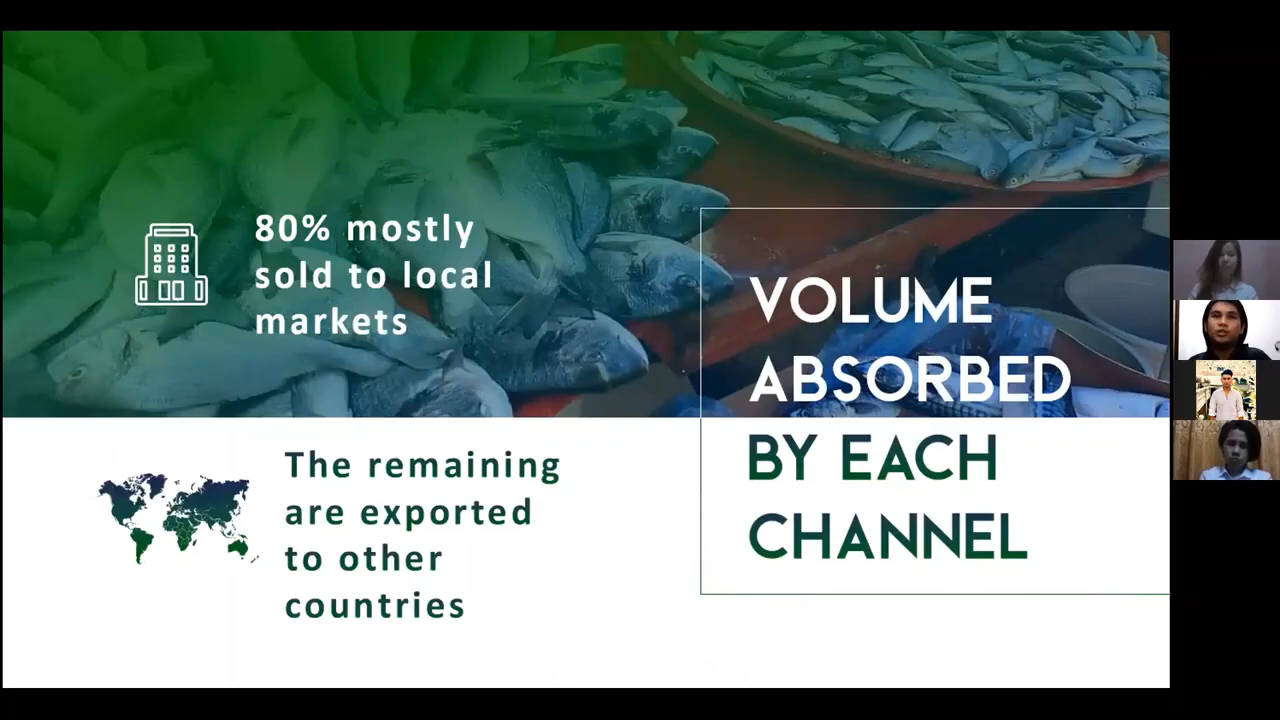 80% mostly
sold to local
markets
The remaining
are exported
to other
countries
VOLUME
ABSORBED
BY EACH
CHANNEL